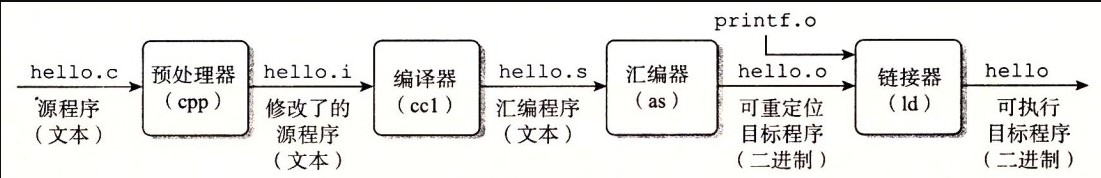 printf.o
hello.c
预处理器
(cpp)
hello.i
编译器
(cc1)
hello.s
汇编器
(as)
hello.o
链接器
(ld)
hello
源程序
(文本)
修改了的
源程序
(文本)
汇编程序
(文本)
可重定位
目标程序
(二进制)
可执行
目标程序
(二进制)